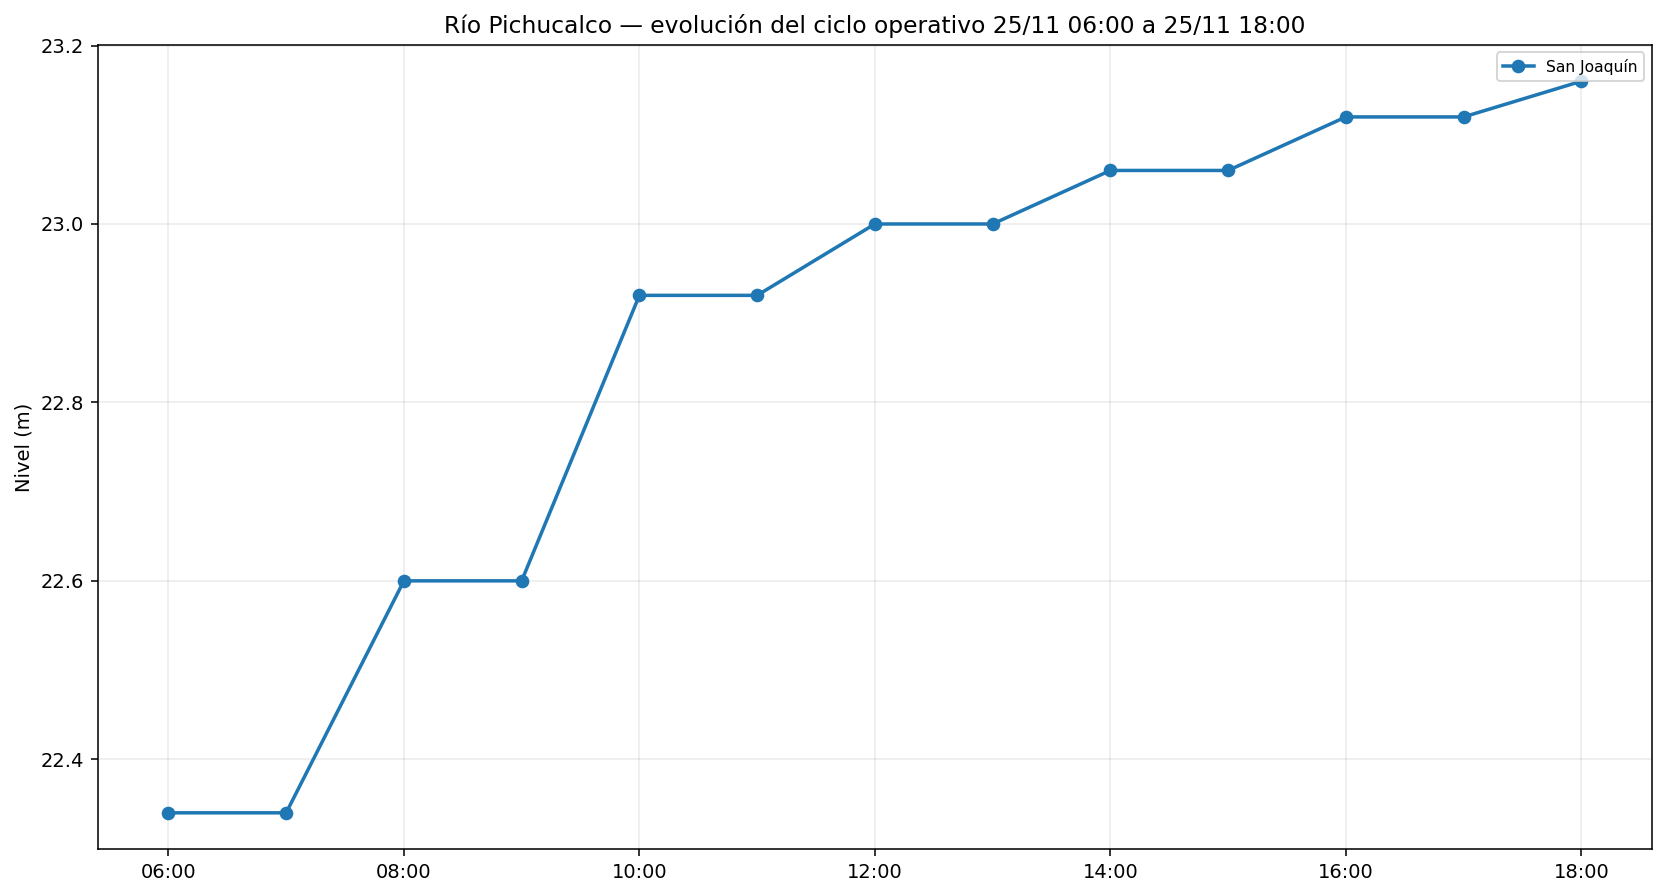 Río Pichucalco — evolución del ciclo operativo 25/11 06:00 a 25/11 18:00
San Joaquín
Nivel (m)
23.2
23.0
22.8
22.6
22.4
06:00 08:00 10:00 12:00 14:00 16:00 18:00